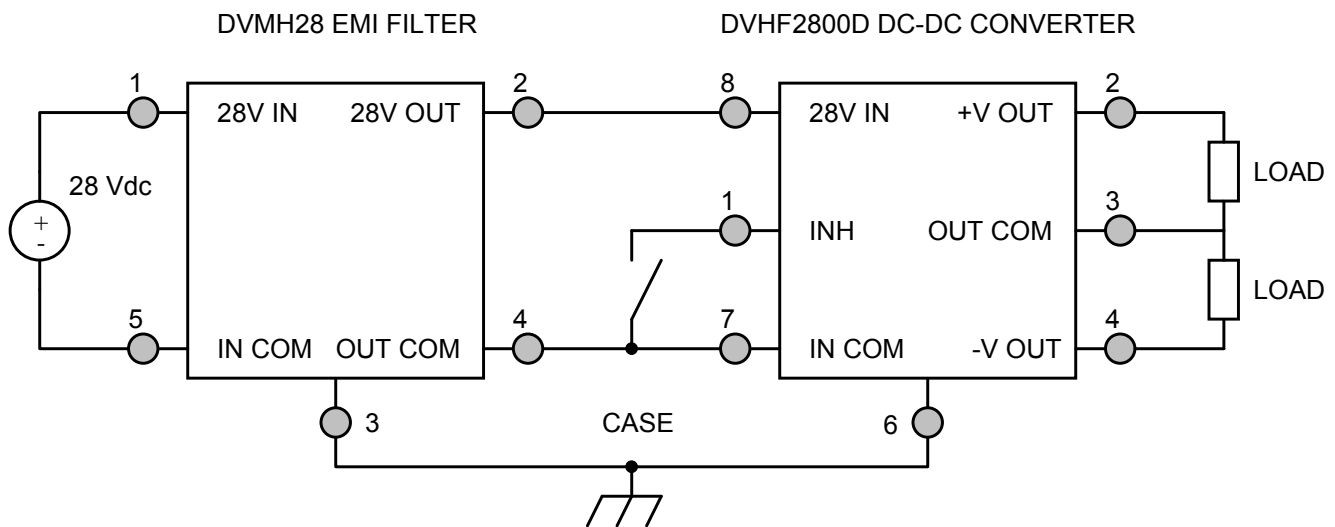 DVMH28 EMI FILTER
DVHF2800D DC-DC CONVERTER
1
2
8
2
28V IN
28V OUT
28V IN
+V OUT
LOAD
28 Vdc
1
3
+
-
INH
OUT COM
LOAD
5
4
7
4
IN COM
OUT COM
IN COM
-V OUT
3
CASE
6